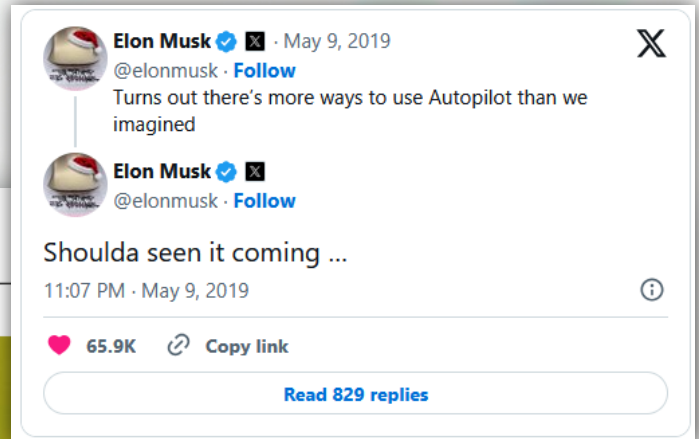 Elon Musk · May 9, 2019
@elonmusk · Follow
Turns out there's more ways to use Autopilot than we
imagined
Elon Musk
@elonmusk · Follow
Shoulda seen it coming ...
11:07 PM · May 9, 2019
65.9K Copy link
Read 829 replies